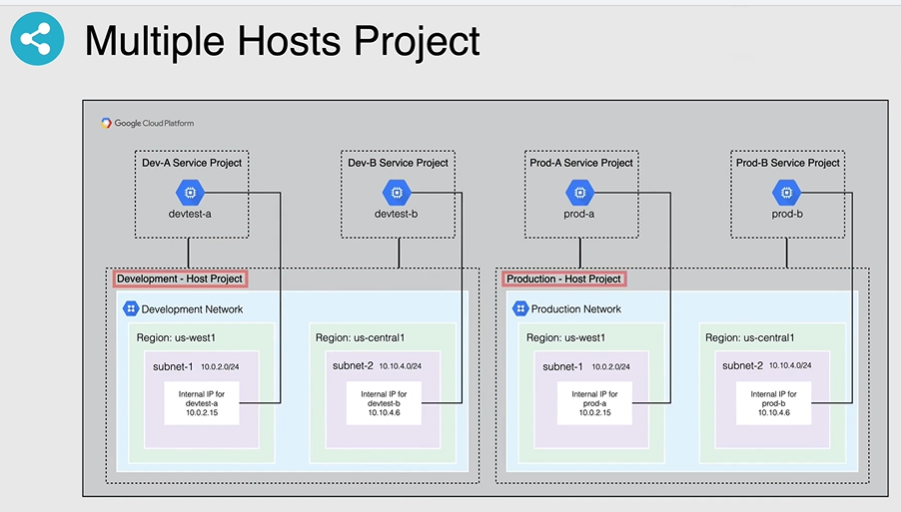 Multiple Hosts Project
Google Cloud Platform
Dev-A Service Project
devtest-a
Dev-B Service Project
devtest-b
Prod-A Service Project
prod-a
Prod-B Service Project
prod-b
Development - Host Project
Development Network
Region: us-west1
subnet-1 10.0.2.0/24
Internal IP for
devtest-a
10.0.2.15
Region: us-central1
subnet-2 10.10.4.0/24
Internal IP for
devtest-b
10.10.4.6
Production - Host Project
Production Network
Region: us-west1
subnet-1 10.0.2.0/24
Internal IP for
prod-a
10.0.2.15
Region: us-central1
subnet-2 10.10.4.0/24
Internal IP for
prod-b
10.10.4.6